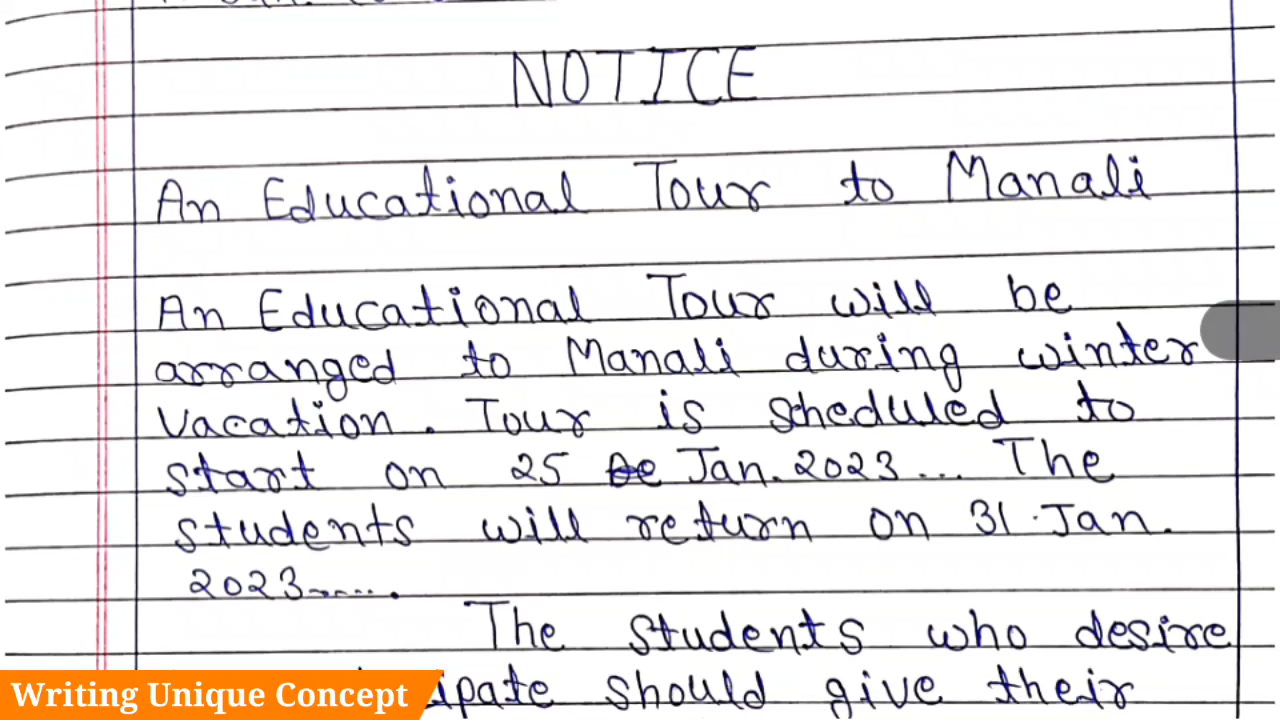 NOTICE
An Educational Tour to Manali
An Educational Tour will be
arranged to Manali during winter
vacation. Tour is scheduled to
start on 25 Jan. 2023... The
students will return on 31 Jan.
2023.....
The students who desire
should give their
Writing Unique Concept